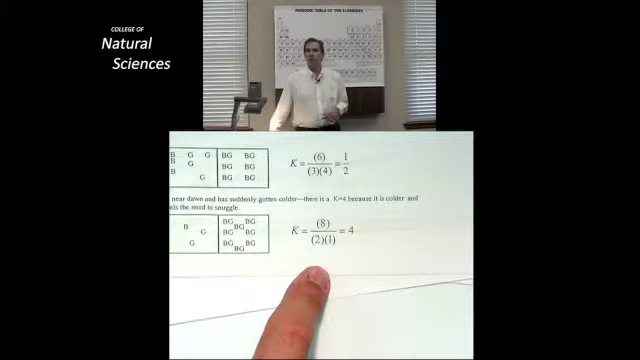 COLLEGE OF
Natural
Sciences
PERIODIC TABLE OF THE ELEMENTS
B G G BG BG
B G
B BG BG
G BG BG
K = (6) / (3)(4) = 1 / 2
near dawn and has suddenly gotten colder—there is a K=4 because it is colder and
els the need to snuggle.
B BG BG
BG
G BG BG
G BG BG
BG
K = (8) / (2)(1) = 4